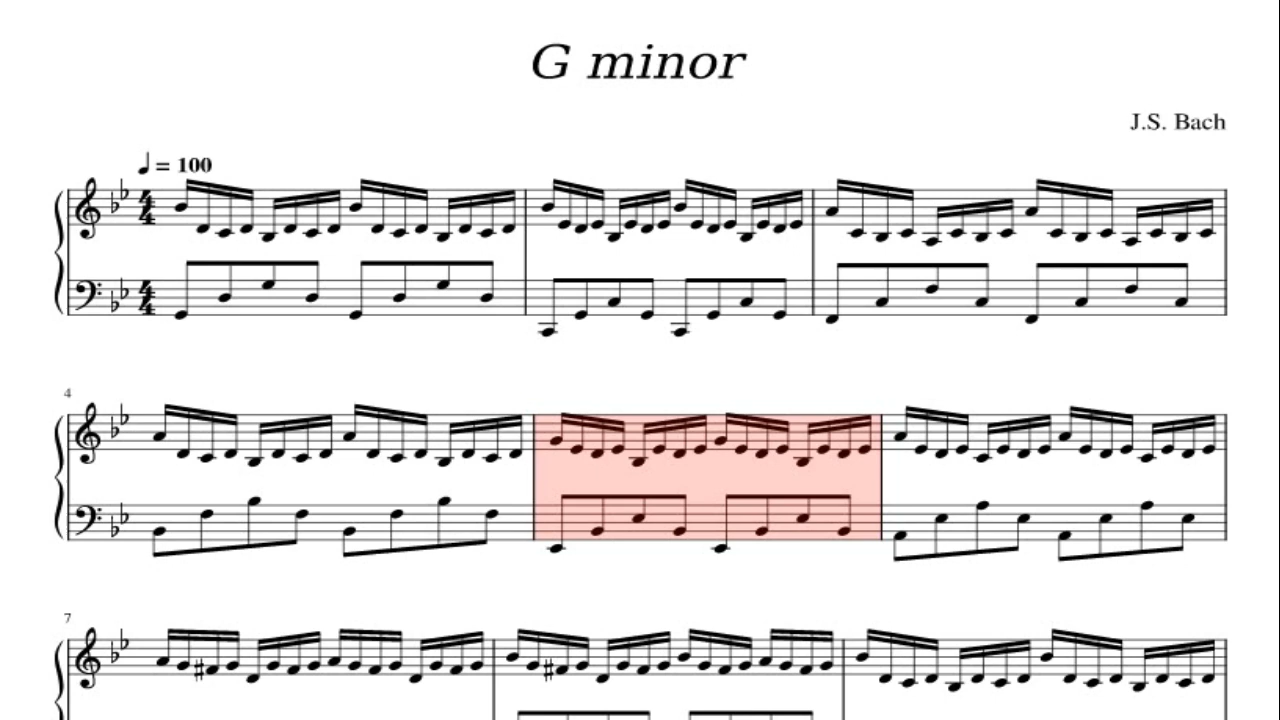 G minor
J.S. Bach
♩ = 100
4
7